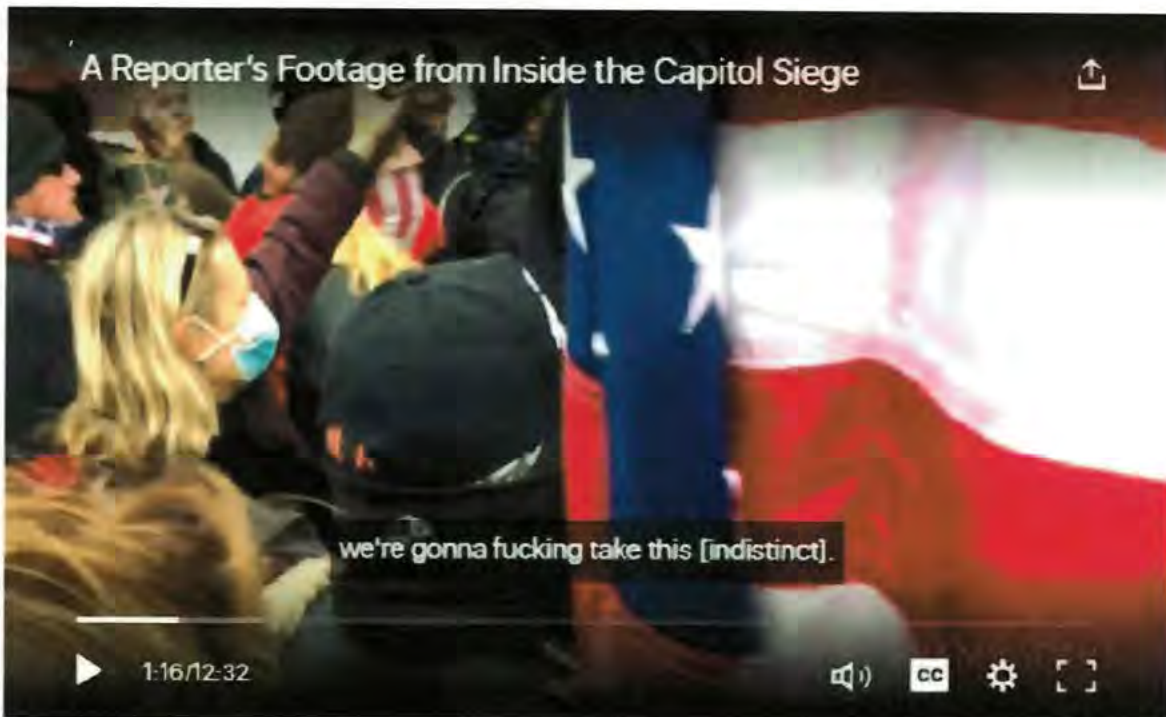 A Reporter's Footage from Inside the Capitol Siege
we're gonna fucking take this [indistinct].
1:16/12:32
CC